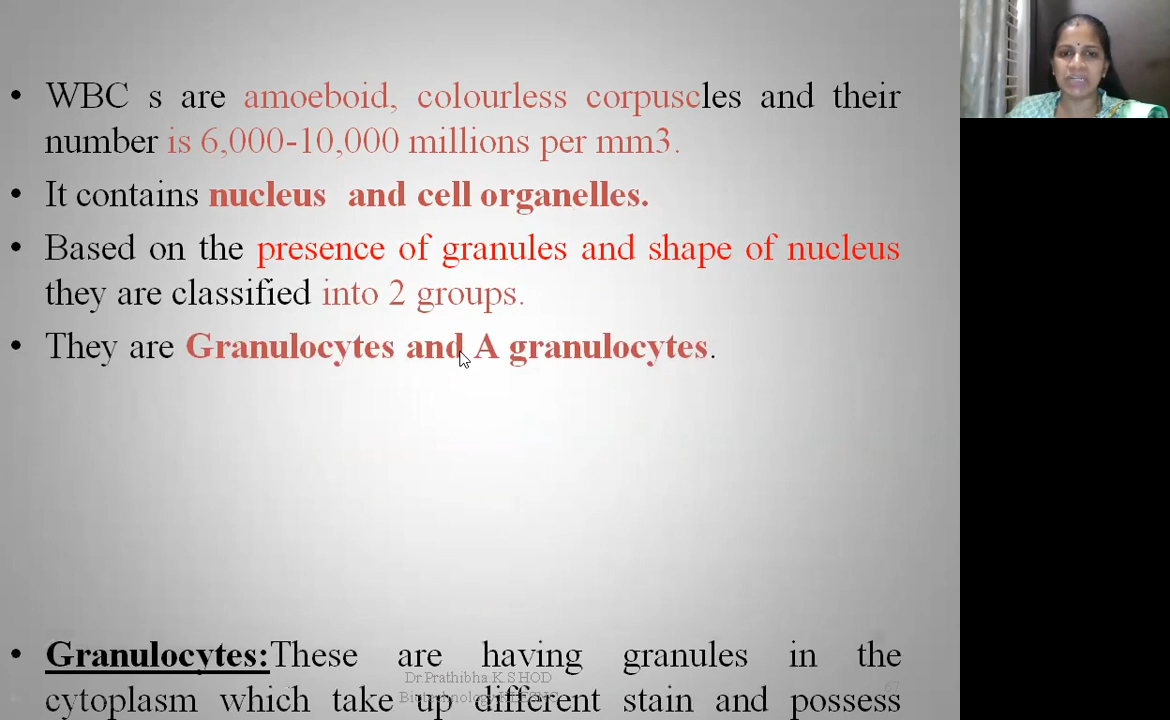 • WBC s are amoeboid, colourless corpuscles and their
number is 6,000-10,000 millions per mm3.
• It contains nucleus and cell organelles.
• Based on the presence of granules and shape of nucleus
they are classified into 2 groups.
• They are Granulocytes and A granulocytes.
• Granulocytes:These are having granules in the
Dr.Prathibha K.S HOD
cytoplasm which take up different stain and possess
Biotechnology